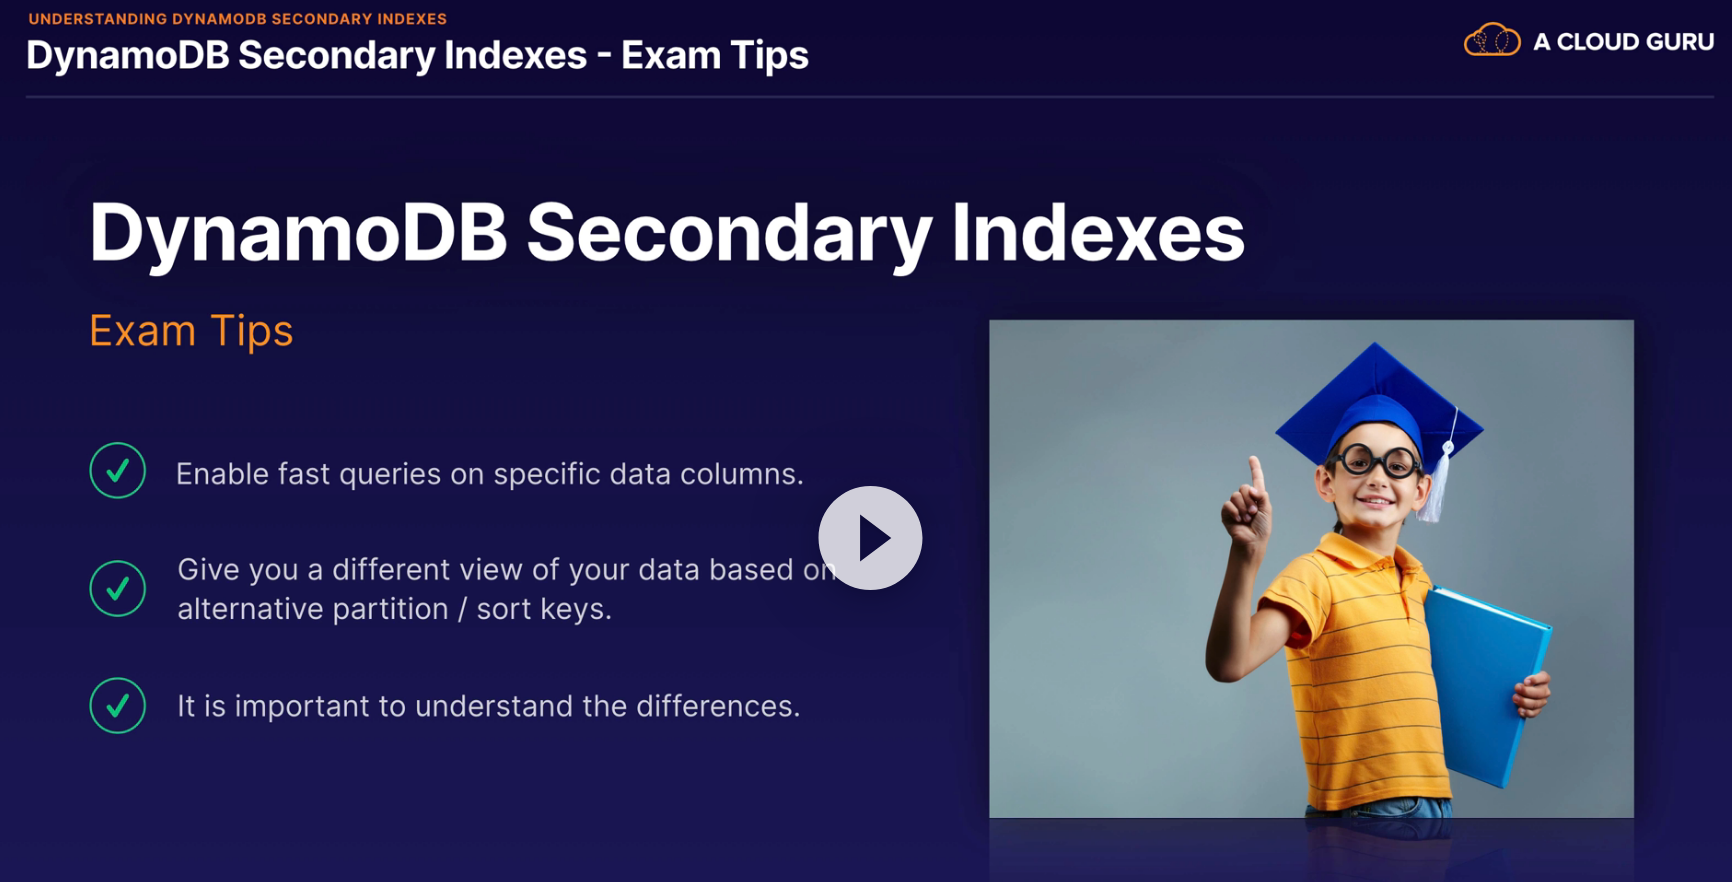 UNDERSTANDING DYNAMODB SECONDARY INDEXES
DynamoDB Secondary Indexes - Exam Tips
A CLOUD GURU
DynamoDB Secondary Indexes
Exam Tips
Enable fast queries on specific data columns.
Give you a different view of your data based on
alternative partition / sort keys.
It is important to understand the differences.